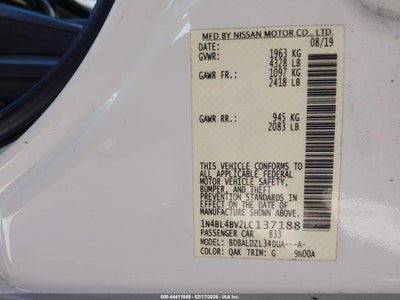 MFD BY NISSAN MOTOR CO., LTD.
DATE: 08/19
GVWR: 1963 KG
4328 LB
GAWR FR: 1097 KG
2418 LB
GAWR RR: 945 KG
2083 LB
THIS VEHICLE CONFORMS TO
ALL APPLICABLE FEDERAL
MOTOR VEHICLE SAFETY,
BUMPER, AND THEFT
PREVENTION STANDARDS IN
EFFECT ON THE DATE OF
MANUFACTURE SHOWN ABOVE.
1N4BL4BV2LC137188
PASSENGER CAR 833
MODEL: BDBALDZL34DUA---A-
COLOR: QAK TRIM: G 9N00A
ID: 44411849 - 02/17/2026 - IAA Holdings, LLC